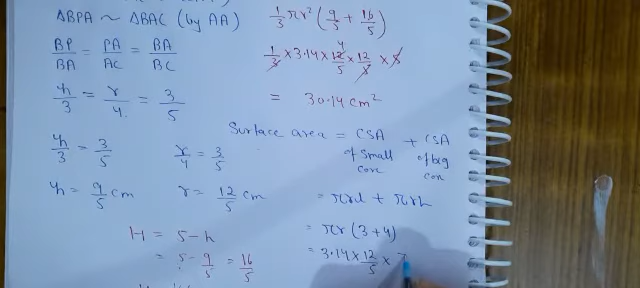 ΔBPA ~ ΔBAC (by AA)
BP/BA = PA/AC = BA/BC
h/3 = r/4 = 3/5
h/3 = 3/5   r/4 = 3/5
h = 9/5 cm   r = 12/5 cm
H = 5 - h
= 5 - 9/5 = 16/5
1/3 πr² (9/5 + 16/5)
1/3 × 3.14 × 12/5 × 12/5 × 5
= 30.14 cm²
Surface area = CSA of small cone + CSA of big con
= πrl + πrh
= πr (3+4)
= 3.14 × 12/5 × 7